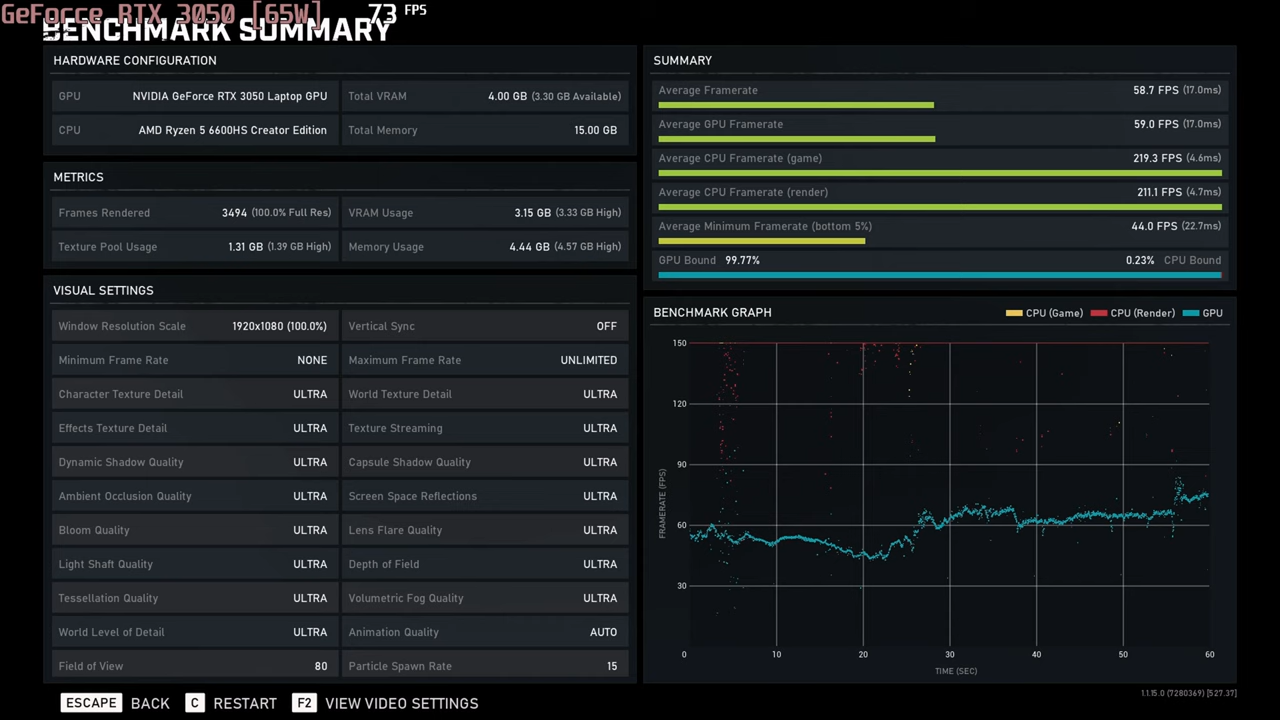 GeForce RTX 3050 [65W] 73 FPS
BENCHMARK SUMMARY
HARDWARE CONFIGURATION
GPU NVIDIA GeForce RTX 3050 Laptop GPU Total VRAM 4.00 GB (3.30 GB Available)
CPU AMD Ryzen 5 6600HS Creator Edition Total Memory 15.00 GB
METRICS
Frames Rendered 3494 (100.0% Full Res) VRAM Usage 3.15 GB (3.33 GB High)
Texture Pool Usage 1.31 GB (1.39 GB High) Memory Usage 4.44 GB (4.57 GB High)
VISUAL SETTINGS
Window Resolution Scale 1920x1080 (100.0%) Vertical Sync OFF
Minimum Frame Rate NONE Maximum Frame Rate UNLIMITED
Character Texture Detail ULTRA World Texture Detail ULTRA
Effects Texture Detail ULTRA Texture Streaming ULTRA
Dynamic Shadow Quality ULTRA Capsule Shadow Quality ULTRA
Ambient Occlusion Quality ULTRA Screen Space Reflections ULTRA
Bloom Quality ULTRA Lens Flare Quality ULTRA
Light Shaft Quality ULTRA Depth of Field ULTRA
Tessellation Quality ULTRA Volumetric Fog Quality ULTRA
World Level of Detail ULTRA Animation Quality AUTO
Field of View 80 Particle Spawn Rate 15
SUMMARY
Average Framerate 58.7 FPS (17.0ms)
Average GPU Framerate 59.0 FPS (17.0ms)
Average CPU Framerate (game) 219.3 FPS (4.6ms)
Average CPU Framerate (render) 211.1 FPS (4.7ms)
Average Minimum Framerate (bottom 5%) 44.0 FPS (22.7ms)
GPU Bound 99.77% 0.23% CPU Bound
BENCHMARK GRAPH CPU (Game) CPU (Render) GPU
150
120
90
60
30
FRAMERATE (FPS)
0 10 20 30 40 50 60
TIME (SEC)
ESCAPE BACK C RESTART F2 VIEW VIDEO SETTINGS
1.1.15.0 (7280369) [527.37]